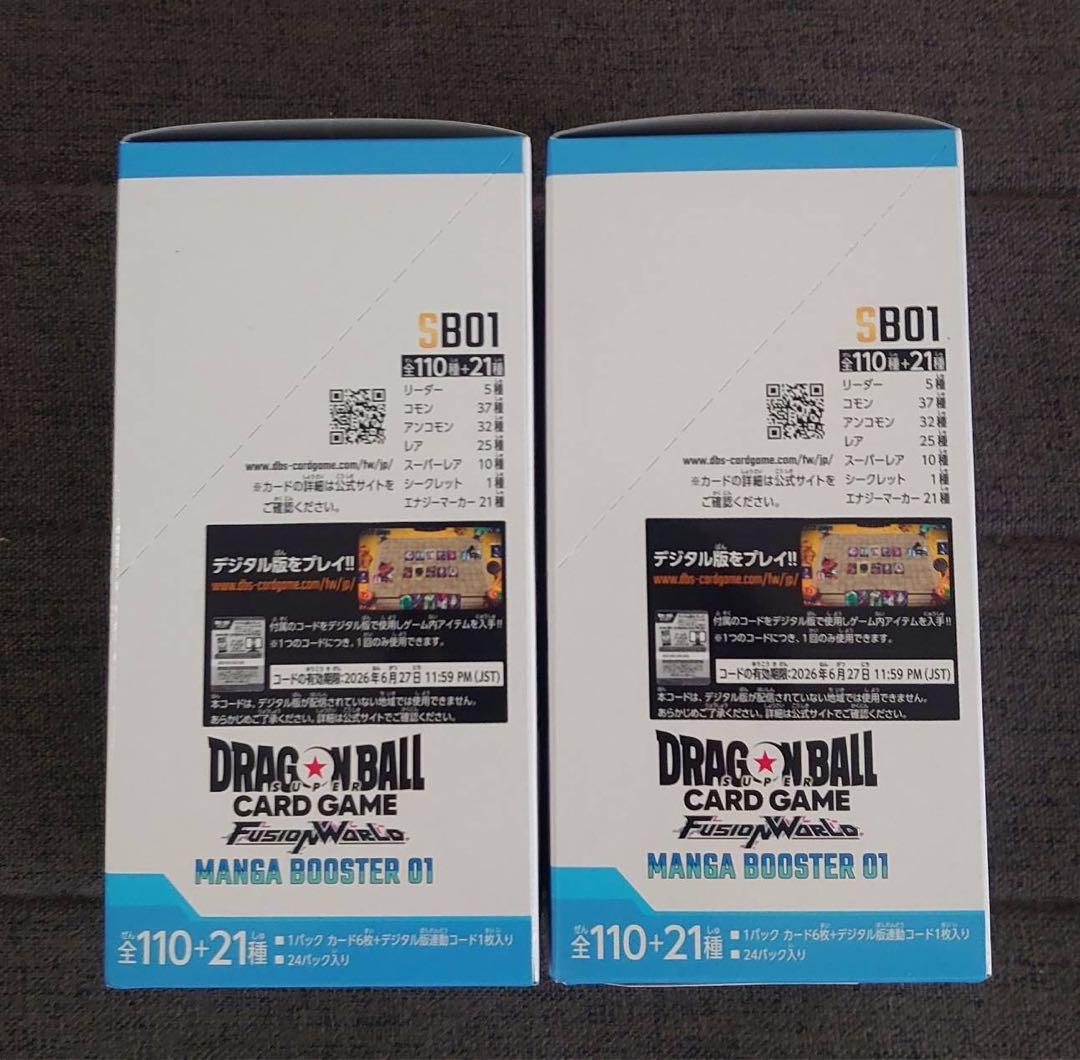 SB01
全110種+21種
リーダー 5種
コモン 37種
アンコモン 32種
レア 25種
スーパーレア 10種
シークレット 1種
エナジーマーカー 21種
www.dbs-cardgame.com/fw/jp/
※カードの詳細は公式サイトを
ご確認ください。
デジタル版をプレイ!!
www.dbs-cardgame.com/fw/jp/
付属のコードをデジタル版で使用しゲーム内アイテムを入手!!
※1つのコードにつき、1回のみ使用できます。
コードの有効期限:2026年6月27日 11:59 PM (JST)
本コードは、デジタル版が配信されていない地域では使用できません。
あらかじめご了承ください。詳細は公式サイトでご確認ください。
DRAGON BALL
SUPER
CARD GAME
FUSION WORLD
MANGA BOOSTER 01
全110+21種
■ 1パック カード6枚+デジタル版連動コード1枚入り
■ 24パック入り
SB01
全110種+21種
リーダー 5種
コモン 37種
アンコモン 32種
レア 25種
スーパーレア 10種
シークレット 1種
エナジーマーカー 21種
www.dbs-cardgame.com/fw/jp/
※カードの詳細は公式サイトを
ご確認ください。
デジタル版をプレイ!!
www.dbs-cardgame.com/fw/jp/
付属のコードをデジタル版で使用しゲーム内アイテムを入手!!
※1つのコードにつき、1回のみ使用できます。
コードの有効期限:2026年6月27日 11:59 PM (JST)
本コードは、デジタル版が配信されていない地域では使用できません。
あらかじめご了承ください。詳細は公式サイトでご確認ください。
DRAGON BALL
SUPER
CARD GAME
FUSION WORLD
MANGA BOOSTER 01
全110+21種
■ 1パック カード6枚+デジタル版連動コード1枚入り
■ 24パック入り